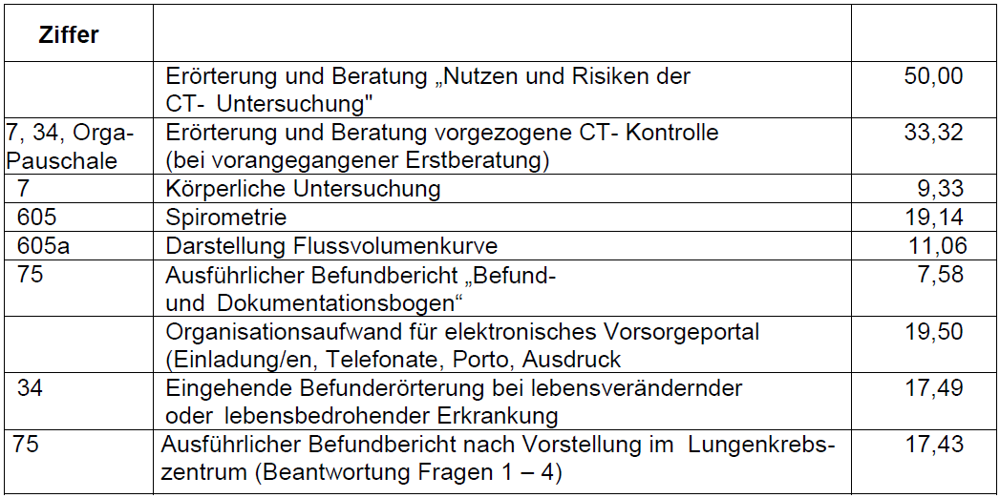 Ziffer
Erörterung und Beratung „Nutzen und Risiken der 50,00
CT- Untersuchung"
7, 34, Orga- Erörterung und Beratung vorgezogene CT- Kontrolle 33,32
Pauschale (bei vorangegangener Erstberatung)
7 Körperliche Untersuchung 9,33
605 Spirometrie 19,14
605a Darstellung Flussvolumenkurve 11,06
75 Ausführlicher Befundbericht „Befund- 7,58
und Dokumentationsbogen“
Organisationsaufwand für elektronisches Vorsorgeportal 19,50
(Einladung/en, Telefonate, Porto, Ausdruck
34 Eingehende Befunderörterung bei lebensverändernder 17,49
oder lebensbedrohender Erkrankung
75 Ausführlicher Befundbericht nach Vorstellung im Lungenkrebs- 17,43
zentrum (Beantwortung Fragen 1 – 4)